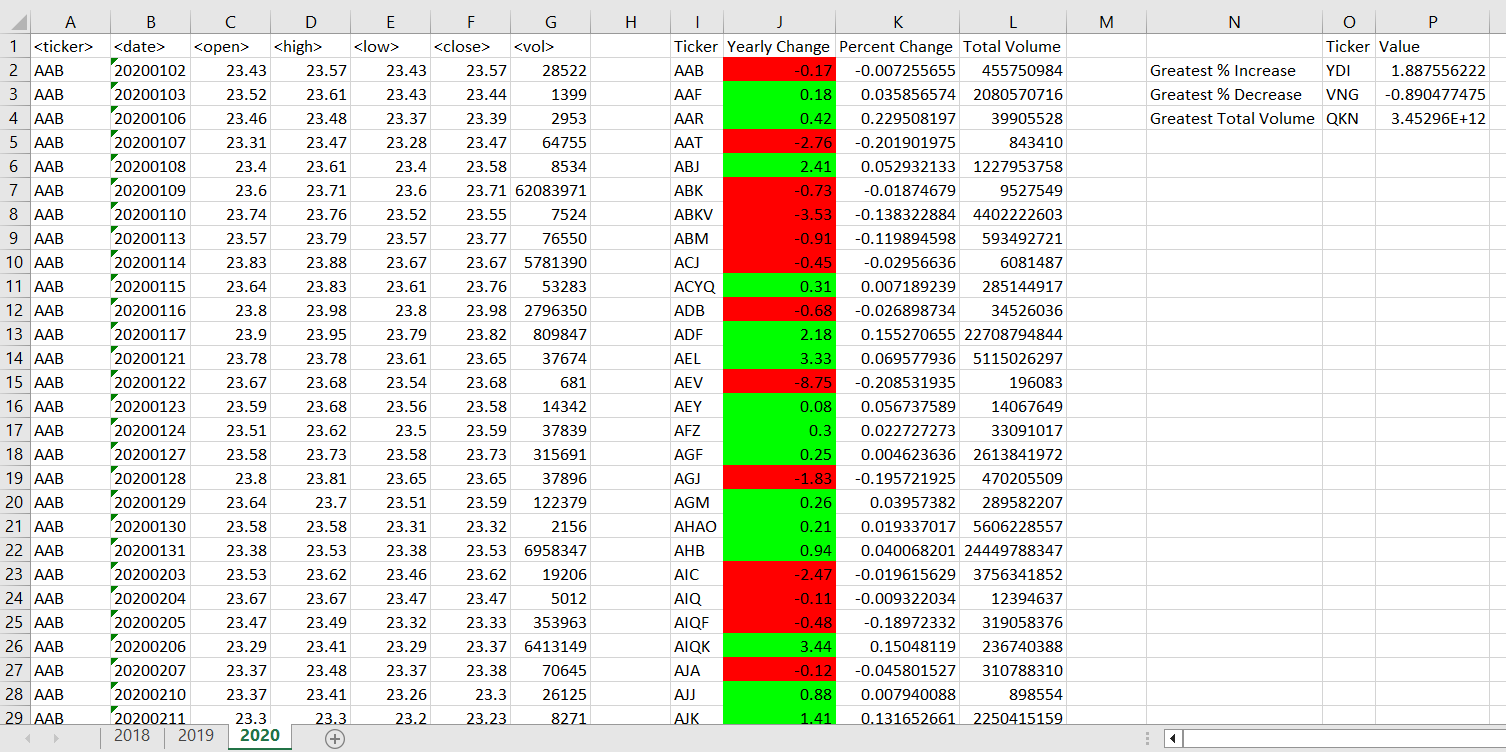 A B C D E F G H I J K L M N O P
1 <ticker> <date> <open> <high> <low> <close> <vol> Ticker Yearly Change Percent Change Total Volume Ticker Value
2 AAB 20200102 23.43 23.57 23.43 23.57 28522 AAB -0.17 -0.007255655 455750984 Greatest % Increase YDI 1.887556222
3 AAB 20200103 23.52 23.61 23.43 23.44 1399 AAF 0.18 0.035856574 2080570716 Greatest % Decrease VNG -0.890477475
4 AAB 20200106 23.46 23.48 23.37 23.39 2953 AAR 0.42 0.229508197 39905528 Greatest Total Volume QKN 3.45296E+12
5 AAB 20200107 23.31 23.47 23.28 23.47 64755 AAT -2.76 -0.201901975 843410
6 AAB 20200108 23.4 23.61 23.4 23.58 8534 ABJ 2.41 0.052932133 1227953758
7 AAB 20200109 23.6 23.71 23.6 23.71 62083971 ABK -0.73 -0.01874679 9527549
8 AAB 20200110 23.74 23.76 23.52 23.55 7524 ABKV -3.53 -0.138322884 4402222603
9 AAB 20200113 23.57 23.79 23.57 23.77 76550 ABM -0.91 -0.119894598 593492721
10 AAB 20200114 23.83 23.88 23.67 23.67 5781390 ACJ -0.45 -0.02956636 6081487
11 AAB 20200115 23.64 23.83 23.61 23.76 53283 ACYQ 0.31 0.007189239 285144917
12 AAB 20200116 23.8 23.98 23.8 23.98 2796350 ADB -0.68 -0.026898734 34526036
13 AAB 20200117 23.9 23.95 23.79 23.82 809847 ADF 2.18 0.155270655 22708794844
14 AAB 20200121 23.78 23.78 23.61 23.65 37674 AEL 3.33 0.069577936 5115026297
15 AAB 20200122 23.67 23.68 23.54 23.68 681 AEV -8.75 -0.208531935 196083
16 AAB 20200123 23.59 23.68 23.56 23.58 14342 AEY 0.08 0.056737589 14067649
17 AAB 20200124 23.51 23.62 23.5 23.59 37839 AFZ 0.3 0.022727273 33091017
18 AAB 20200127 23.58 23.73 23.58 23.73 315691 AGF 0.25 0.004623636 2613841972
19 AAB 20200128 23.8 23.81 23.65 23.65 37896 AGJ -1.83 -0.195721925 470205509
20 AAB 20200129 23.64 23.7 23.51 23.59 122379 AGM 0.26 0.03957382 289582207
21 AAB 20200130 23.58 23.58 23.31 23.32 2156 AHAO 0.21 0.019337017 5606228557
22 AAB 20200131 23.38 23.53 23.38 23.53 6958347 AHB 0.94 0.040068201 24449788347
23 AAB 20200203 23.53 23.62 23.46 23.62 19206 AIC -2.47 -0.019615629 3756341852
24 AAB 20200204 23.67 23.67 23.47 23.47 5012 AIQ -0.11 -0.009322034 12394637
25 AAB 20200205 23.47 23.49 23.32 23.33 353963 AIQF -0.48 -0.18972332 319058376
26 AAB 20200206 23.29 23.41 23.29 23.37 6413149 AIQK 3.44 0.15048119 236740388
27 AAB 20200207 23.37 23.48 23.37 23.38 70645 AJA -0.12 -0.045801527 310788310
28 AAB 20200210 23.37 23.41 23.26 23.3 26125 AJJ 0.88 0.007940088 898554
29 AAB 20200211 23.3 23.3 23.2 23.23 8271 AJK 1.41 0.131652661 2250415159
2018 2019 2020